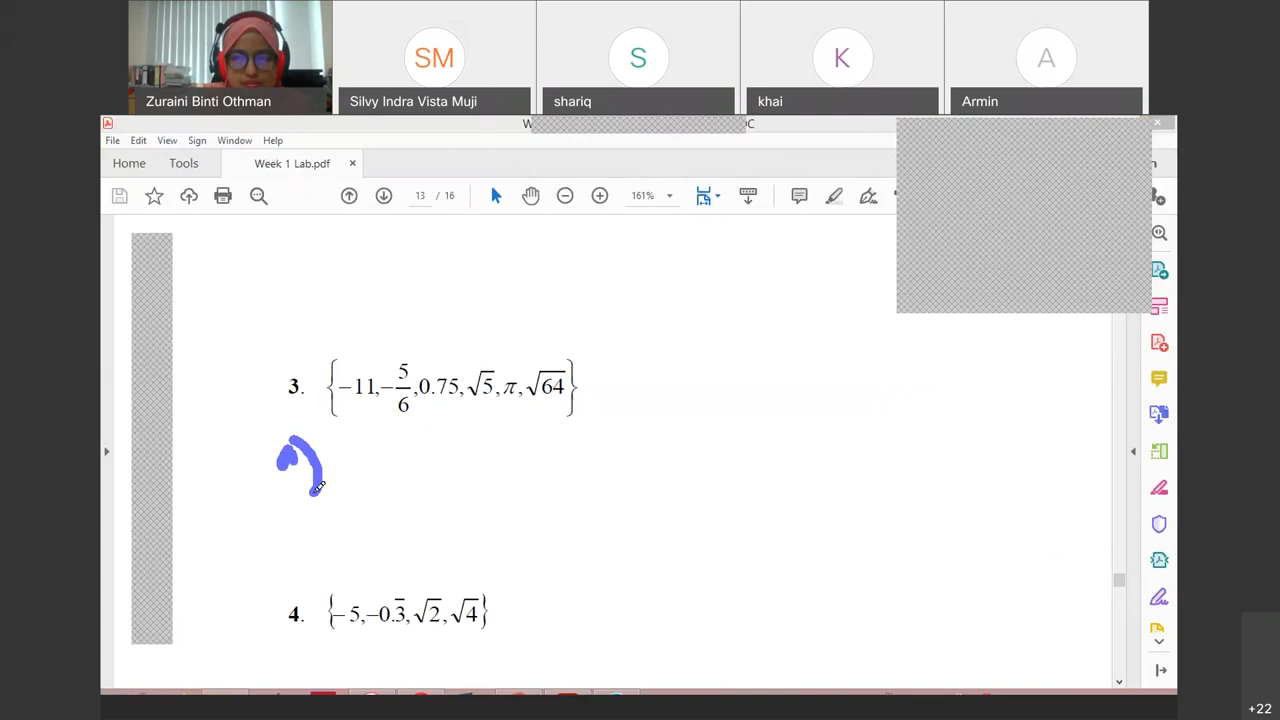 SM S K A
Zuraini Binti Othman Silvy Indra Vista Muji shariq khai Armin
W C
File Edit View Sign Window Help
Home Tools Week 1 Lab.pdf × n
13 / 16 161%
3. {−11, −5/6, 0.75, √5, π, √64}
a)
4. {−5, −0.3̅, √2, √4}
+22